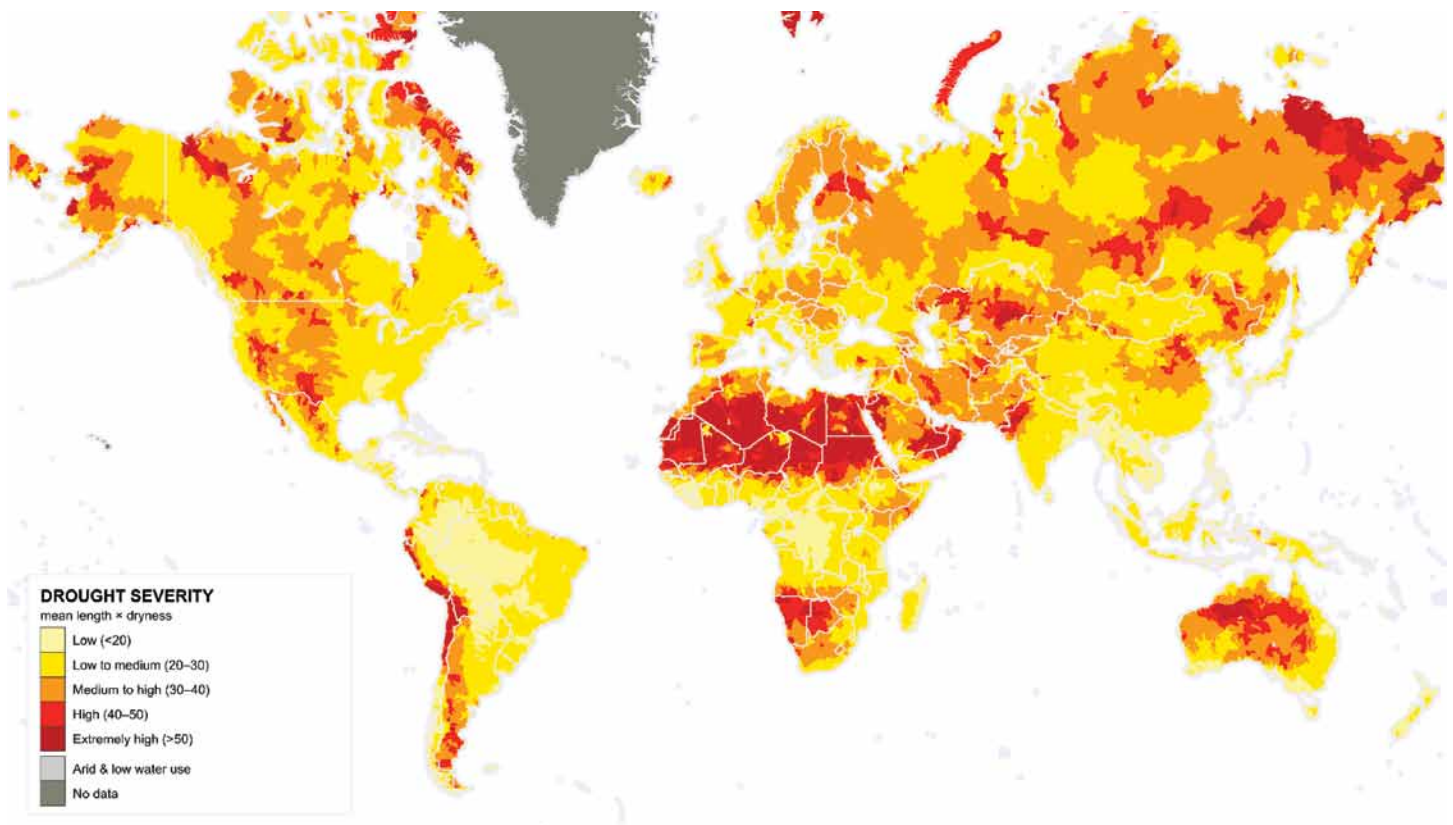 DROUGHT SEVERITY
mean length × dryness
Low (<20)
Low to medium (20–30)
Medium to high (30–40)
High (40–50)
Extremely high (>50)
Arid & low water use
No data